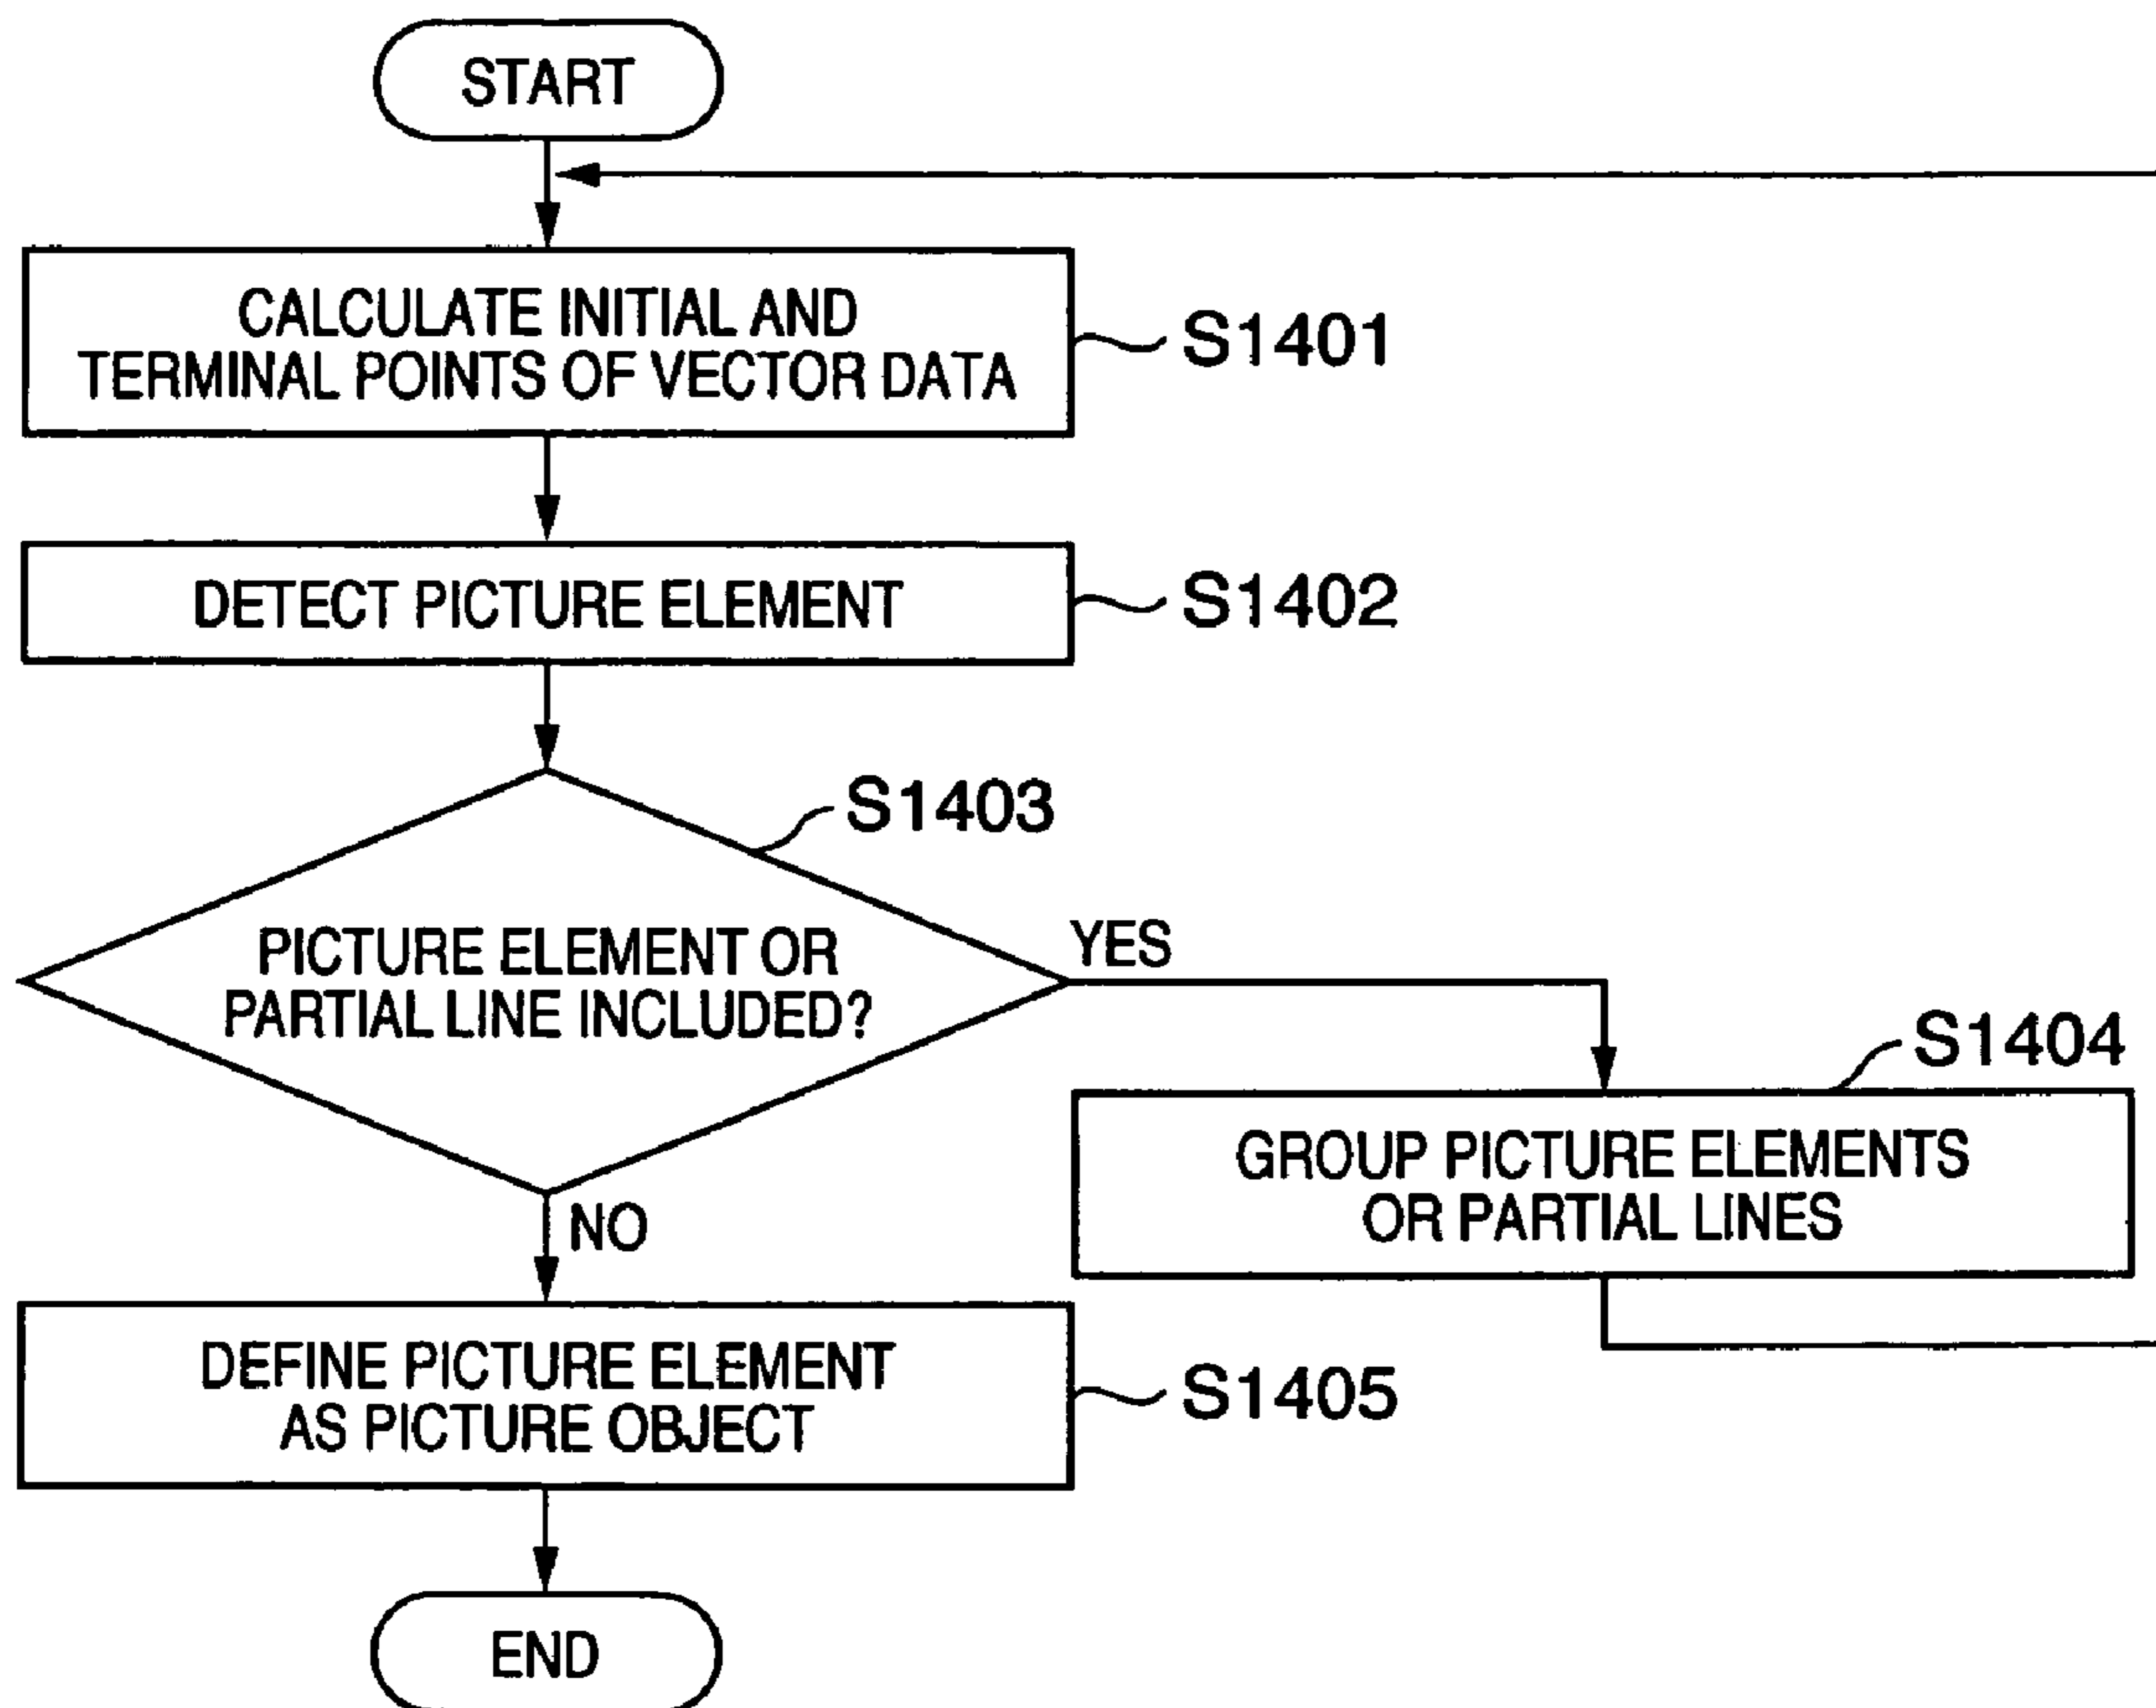 START
CALCULATE INITIAL AND
TERMINAL POINTS OF VECTOR DATA
S1401
DETECT PICTURE ELEMENT
S1402
S1403
PICTURE ELEMENT OR
PARTIAL LINE INCLUDED?
YES
S1404
GROUP PICTURE ELEMENTS
OR PARTIAL LINES
NO
DEFINE PICTURE ELEMENT
AS PICTURE OBJECT
S1405
END